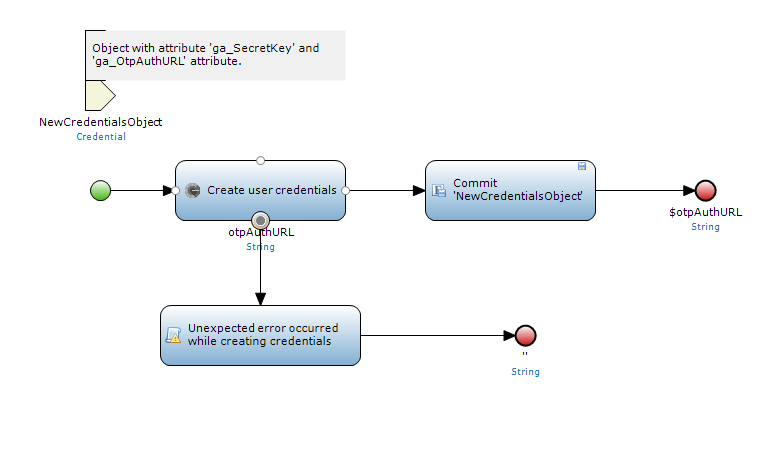 Object with attribute 'ga_SecretKey' and
'ga_OtpAuthURL' attribute.
NewCredentialsObject
Credential
Create user credentials
otpAuthURL
String
Commit
'NewCredentialsObject'
$otpAuthURL
String
Unexpected error occurred
while creating credentials
''
String